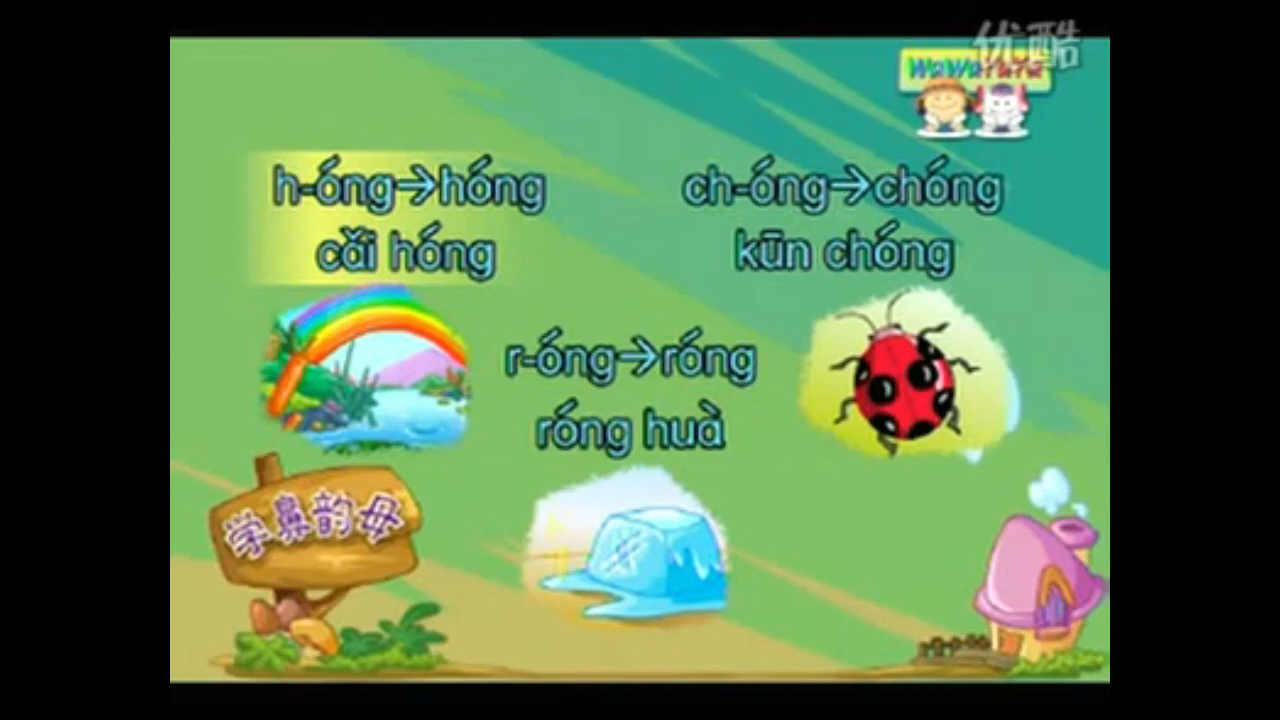 优酷
WaWaYaYa
h-óng→hóng
cǎi hóng
ch-óng→chóng
kūn chóng
r-óng→róng
róng huà
学鼻韵母